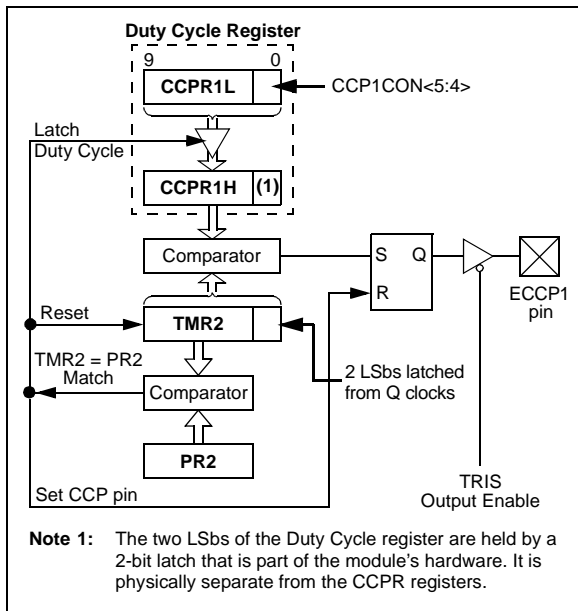 Duty Cycle Register
9 0
CCPR1L
CCP1CON<5:4>
Latch
Duty Cycle
CCPR1H (1)
Comparator
S Q
R
ECCP1
pin
Reset
TMR2
TMR2 = PR2
Match
2 LSbs latched
from Q clocks
Comparator
PR2
Set CCP pin
TRIS
Output Enable
Note 1: The two LSbs of the Duty Cycle register are held by a
2-bit latch that is part of the module's hardware. It is
physically separate from the CCPR registers.